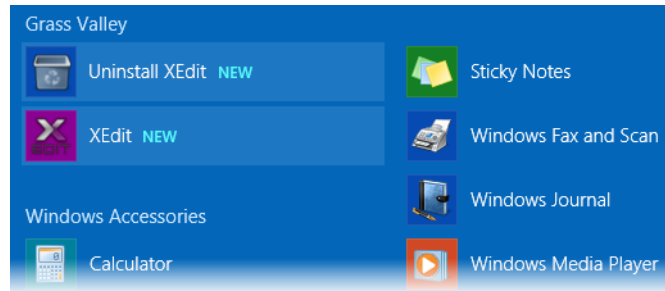 Grass Valley
Uninstall XEdit NEW
XEdit NEW
Windows Accessories
Calculator
Sticky Notes
Windows Fax and Scan
Windows Journal
Windows Media Player
X
EDIT